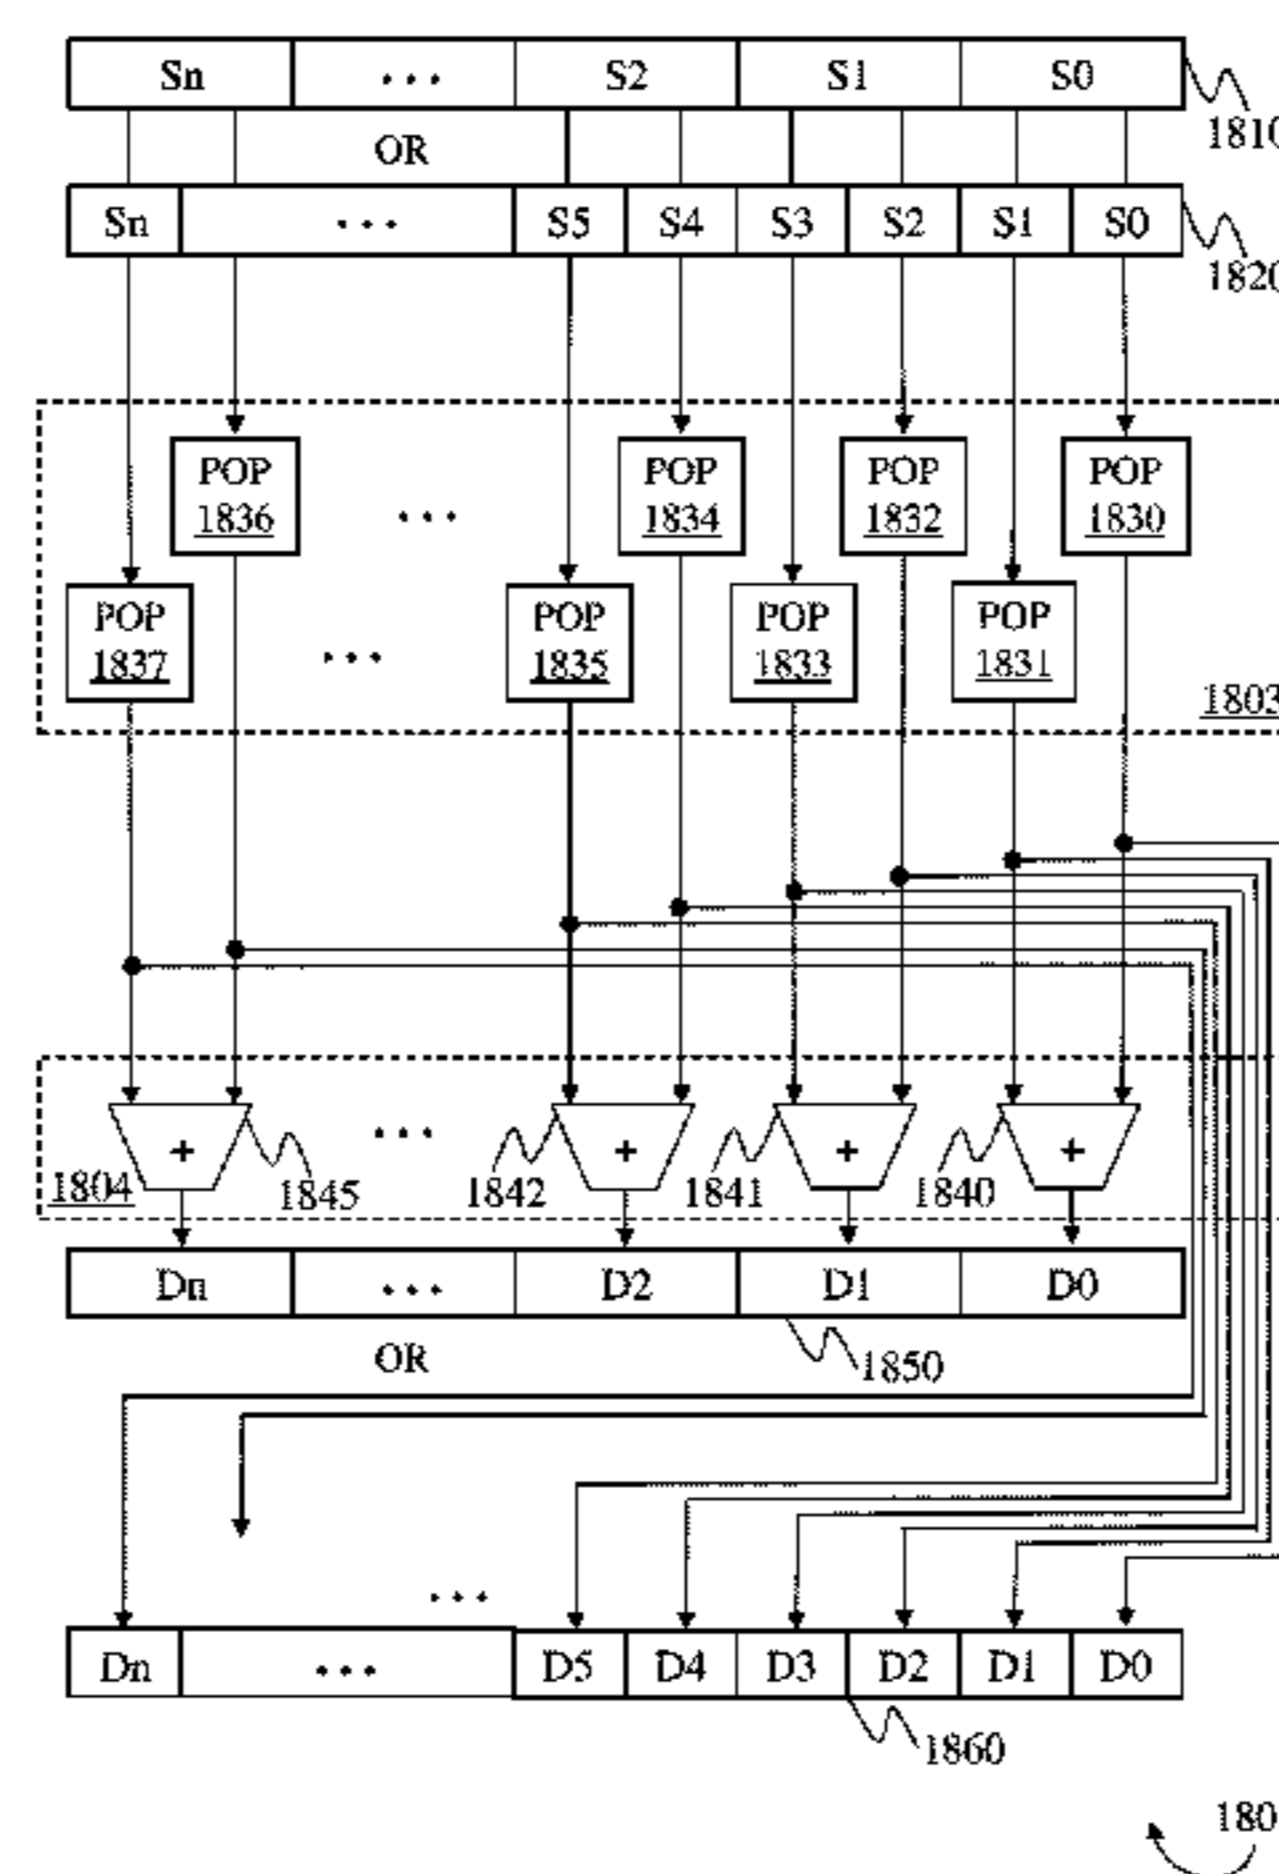 Sn ... S2 S1 S0
1810
OR
Sn ... S5 S4 S3 S2 S1 S0
1820
POP 1836 ... POP 1834 POP 1832 POP 1830
POP 1837 ... POP 1835 POP 1833 POP 1831
1803
+ ... + + +
1804 1845 1842 1841 1840
Dn ... D2 D1 D0
OR
1850
...
Dn ... D5 D4 D3 D2 D1 D0
1860
180